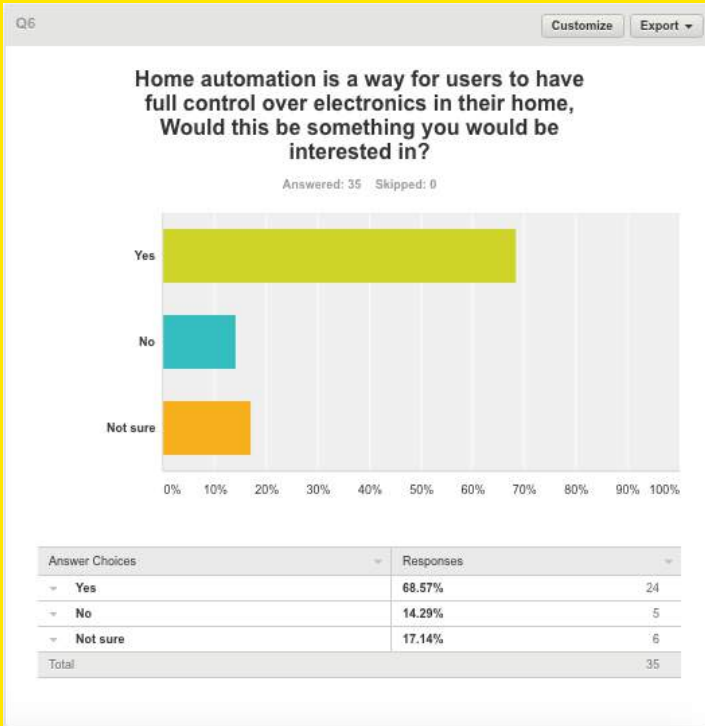 Q6
Customize
Export
Home automation is a way for users to have
full control over electronics in their home,
Would this be something you would be
interested in?
Answered: 35 Skipped: 0
Yes
No
Not sure
0% 10% 20% 30% 40% 50% 60% 70% 80% 90% 100%
Answer Choices Responses
Yes 68.57% 24
No 14.29% 5
Not sure 17.14% 6
Total 35